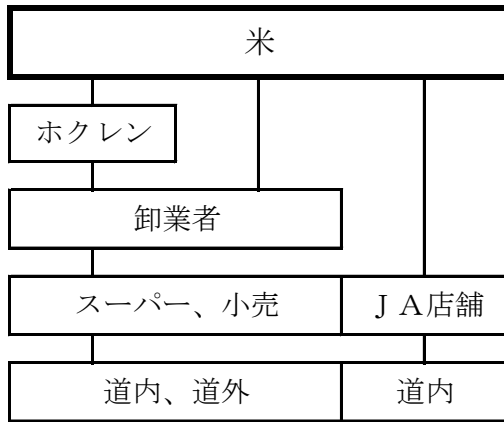 米
ホクレン
卸業者
スーパー、小売
ＪＡ店舗
道内、道外
道内